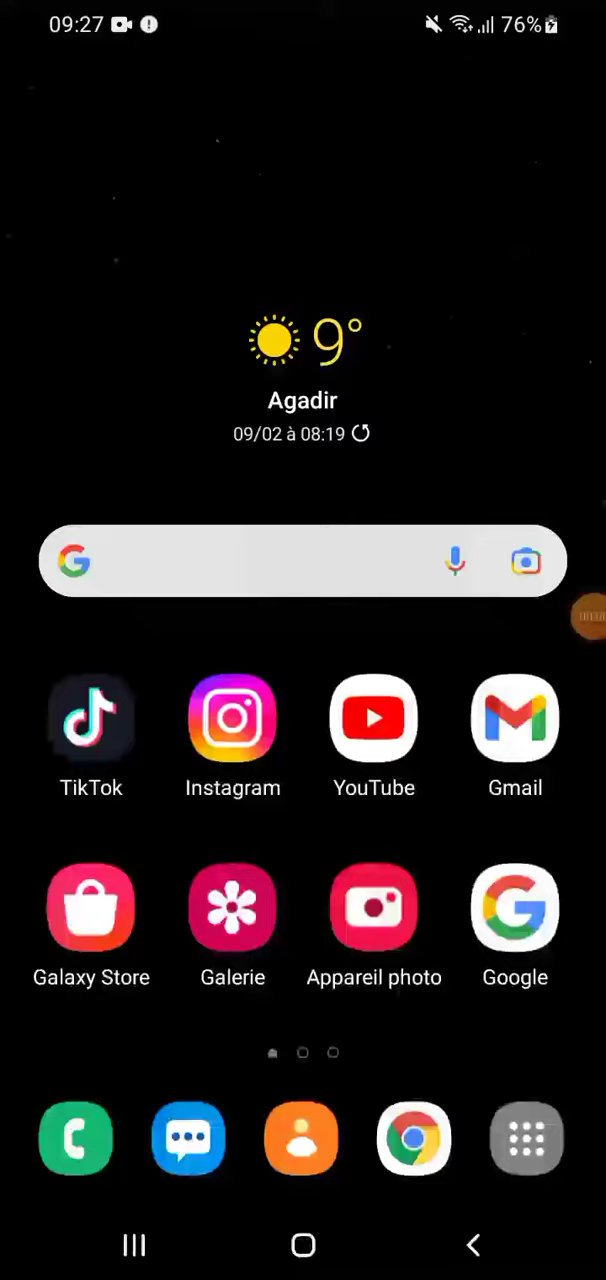 09:27
76%
9°
Agadir
09/02 à 08:19
TikTok
Instagram
YouTube
Gmail
Galaxy Store
Galerie
Appareil photo
Google